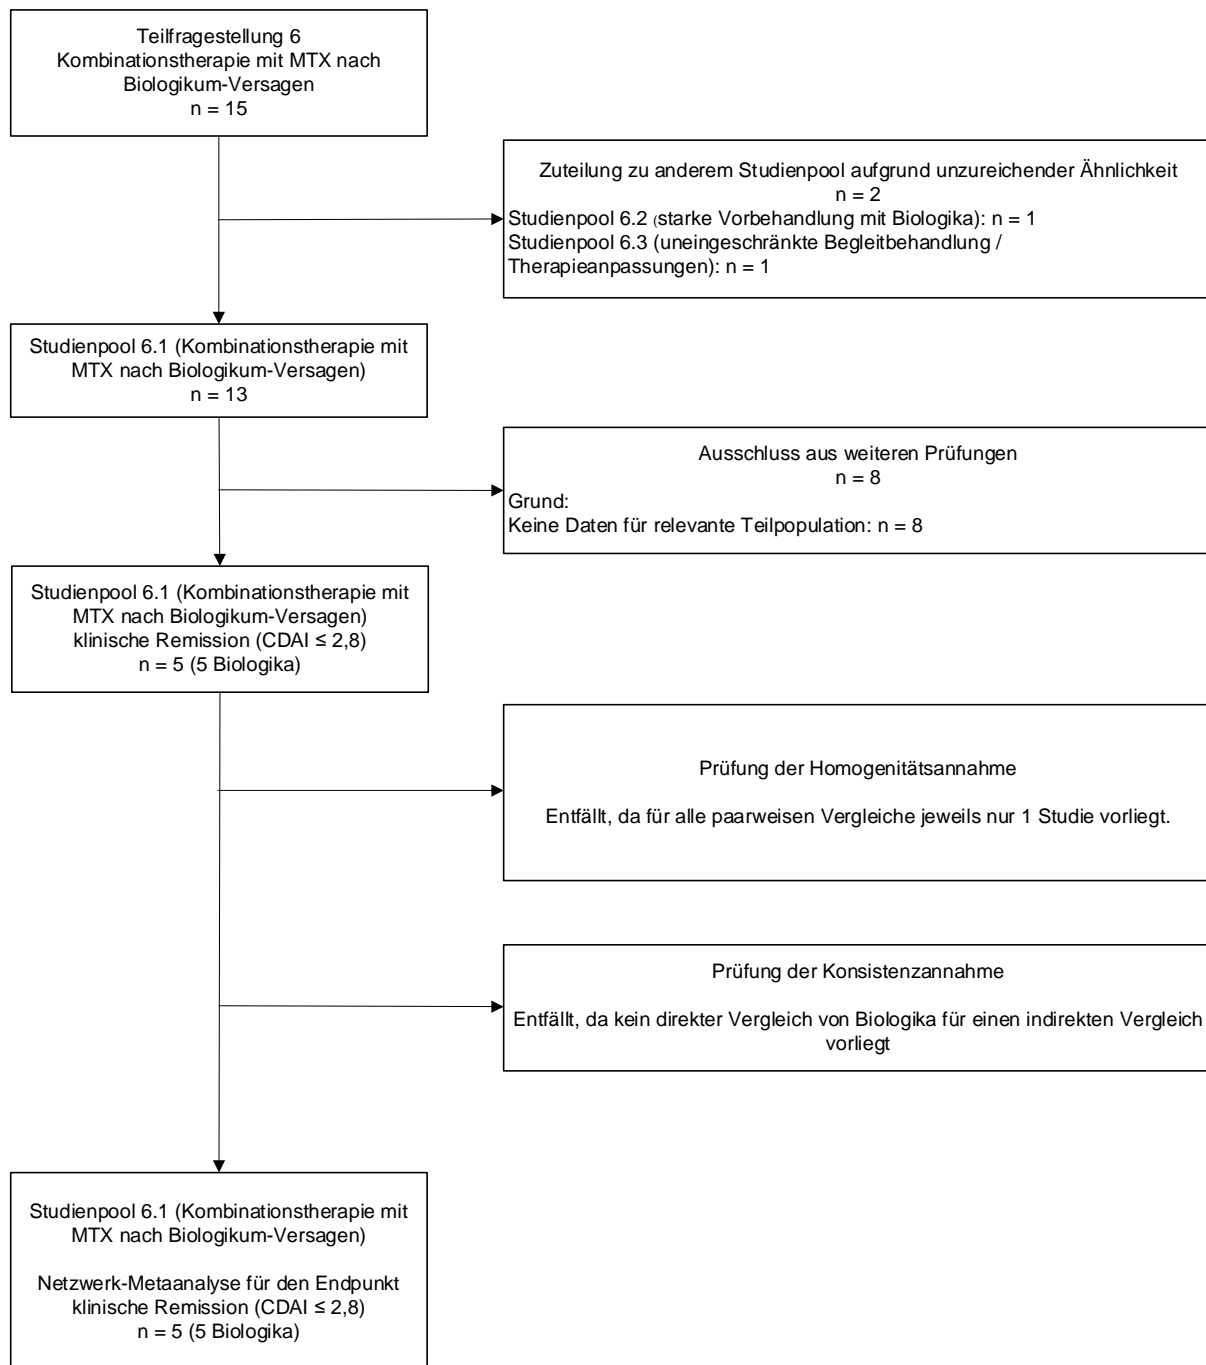 Teilfragestellung 6
Kombinationstherapie mit MTX nach
Biologikum-Versagen
n = 15
Zuteilung zu anderem Studienpool aufgrund unzureichender Ähnlichkeit
n = 2
Studienpool 6.2 (starke Vorbehandlung mit Biologika): n = 1
Studienpool 6.3 (uneingeschränkte Begleitbehandlung /
Therapieanpassungen): n = 1
Studienpool 6.1 (Kombinationstherapie mit
MTX nach Biologikum-Versagen)
n = 13
Ausschluss aus weiteren Prüfungen
n = 8
Grund:
Keine Daten für relevante Teilpopulation: n = 8
Studienpool 6.1 (Kombinationstherapie mit
MTX nach Biologikum-Versagen)
klinische Remission (CDAI ≤ 2,8)
n = 5 (5 Biologika)
Prüfung der Homogenitätsannahme
Entfällt, da für alle paarweisen Vergleiche jeweils nur 1 Studie vorliegt.
Prüfung der Konsistenzannahme
Entfällt, da kein direkter Vergleich von Biologika für einen indirekten Vergleich
vorliegt
Studienpool 6.1 (Kombinationstherapie mit
MTX nach Biologikum-Versagen)
Netzwerk-Metaanalyse für den Endpunkt
klinische Remission (CDAI ≤ 2,8)
n = 5 (5 Biologika)